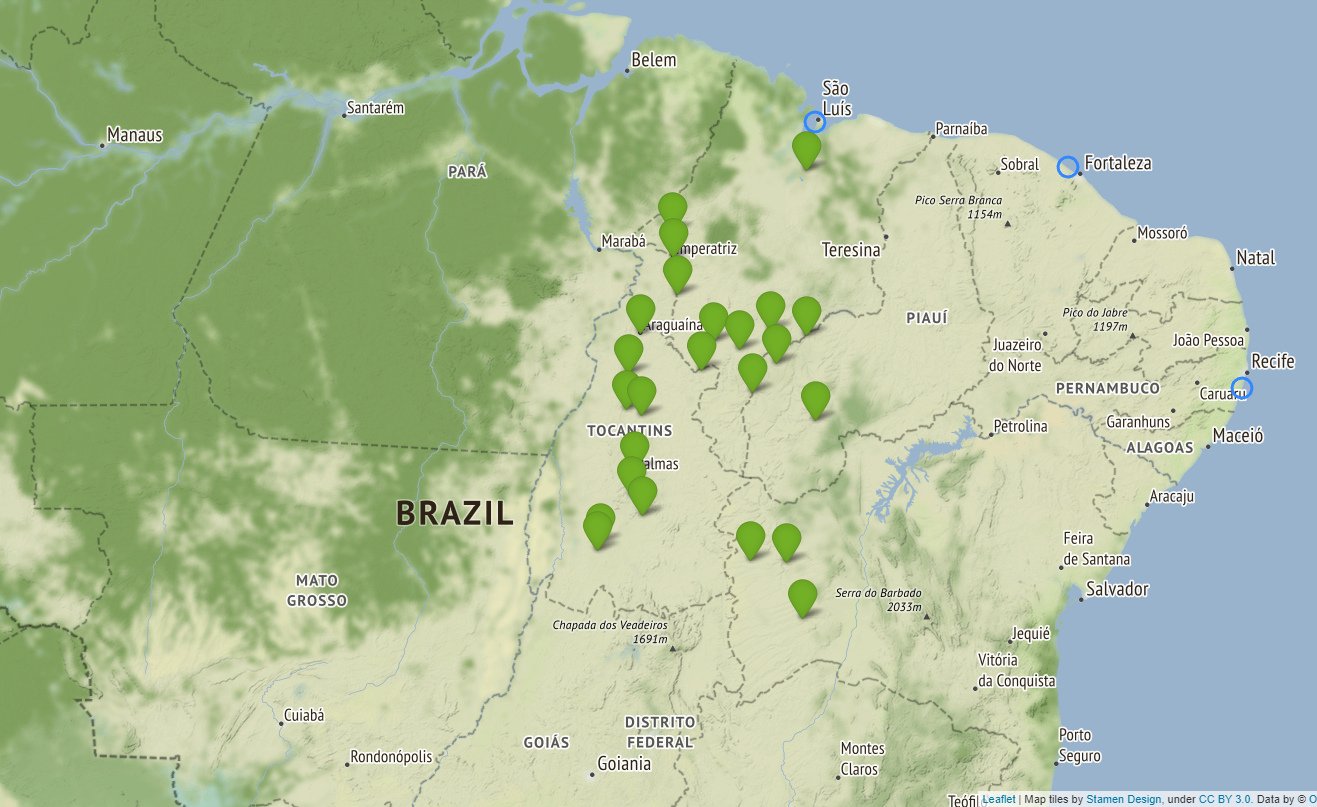 Belem
São
Luís
Santarém
Manaus
Parnaíba
Sobral
Fortaleza
PARÁ
Pico Serra Branca
1154m
Mossoró
Marabá
Imperatriz
Teresina
Natal
Araguaína
PIAUÍ
Pico do Jabre
1197m
João Pessoa
Juazeiro
do Norte
Recife
PERNAMBUCO
Caruaru
Garanhuns
TOCANTINS
Petrolina
Maceió
ALAGOAS
almas
Aracaju
BRAZIL
Feira
de Santana
MATO
GROSSO
Serra do Barbado
2033m
Salvador
Chapada dos Veadeiros
1691m
Jequié
Vitória
da Conquista
Cuiabá
GOIÁS
DISTRITO
FEDERAL
Rondonópolis
Goiania
Montes
Claros
Porto
Seguro
Teófil
Leaflet | Map tiles by Stamen Design, under CC BY 3.0. Data by © O